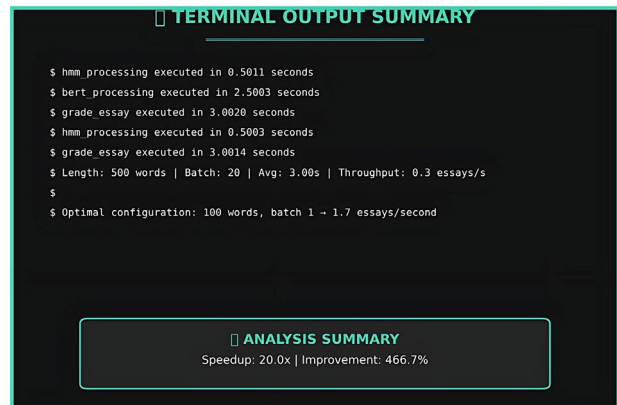 TERMINAL OUTPUT SUMMARY
$ hmm_processing executed in 0.5011 seconds
$ bert_processing executed in 2.5003 seconds
$ grade_essay executed in 3.0020 seconds
$ hmm_processing executed in 0.5003 seconds
$ grade_essay executed in 3.0014 seconds
$ Length: 500 words | Batch: 20 | Avg: 3.00s | Throughput: 0.3 essays/s
$
$ Optimal configuration: 100 words, batch 1 → 1.7 essays/second
ANALYSIS SUMMARY
Speedup: 20.0x | Improvement: 466.7%